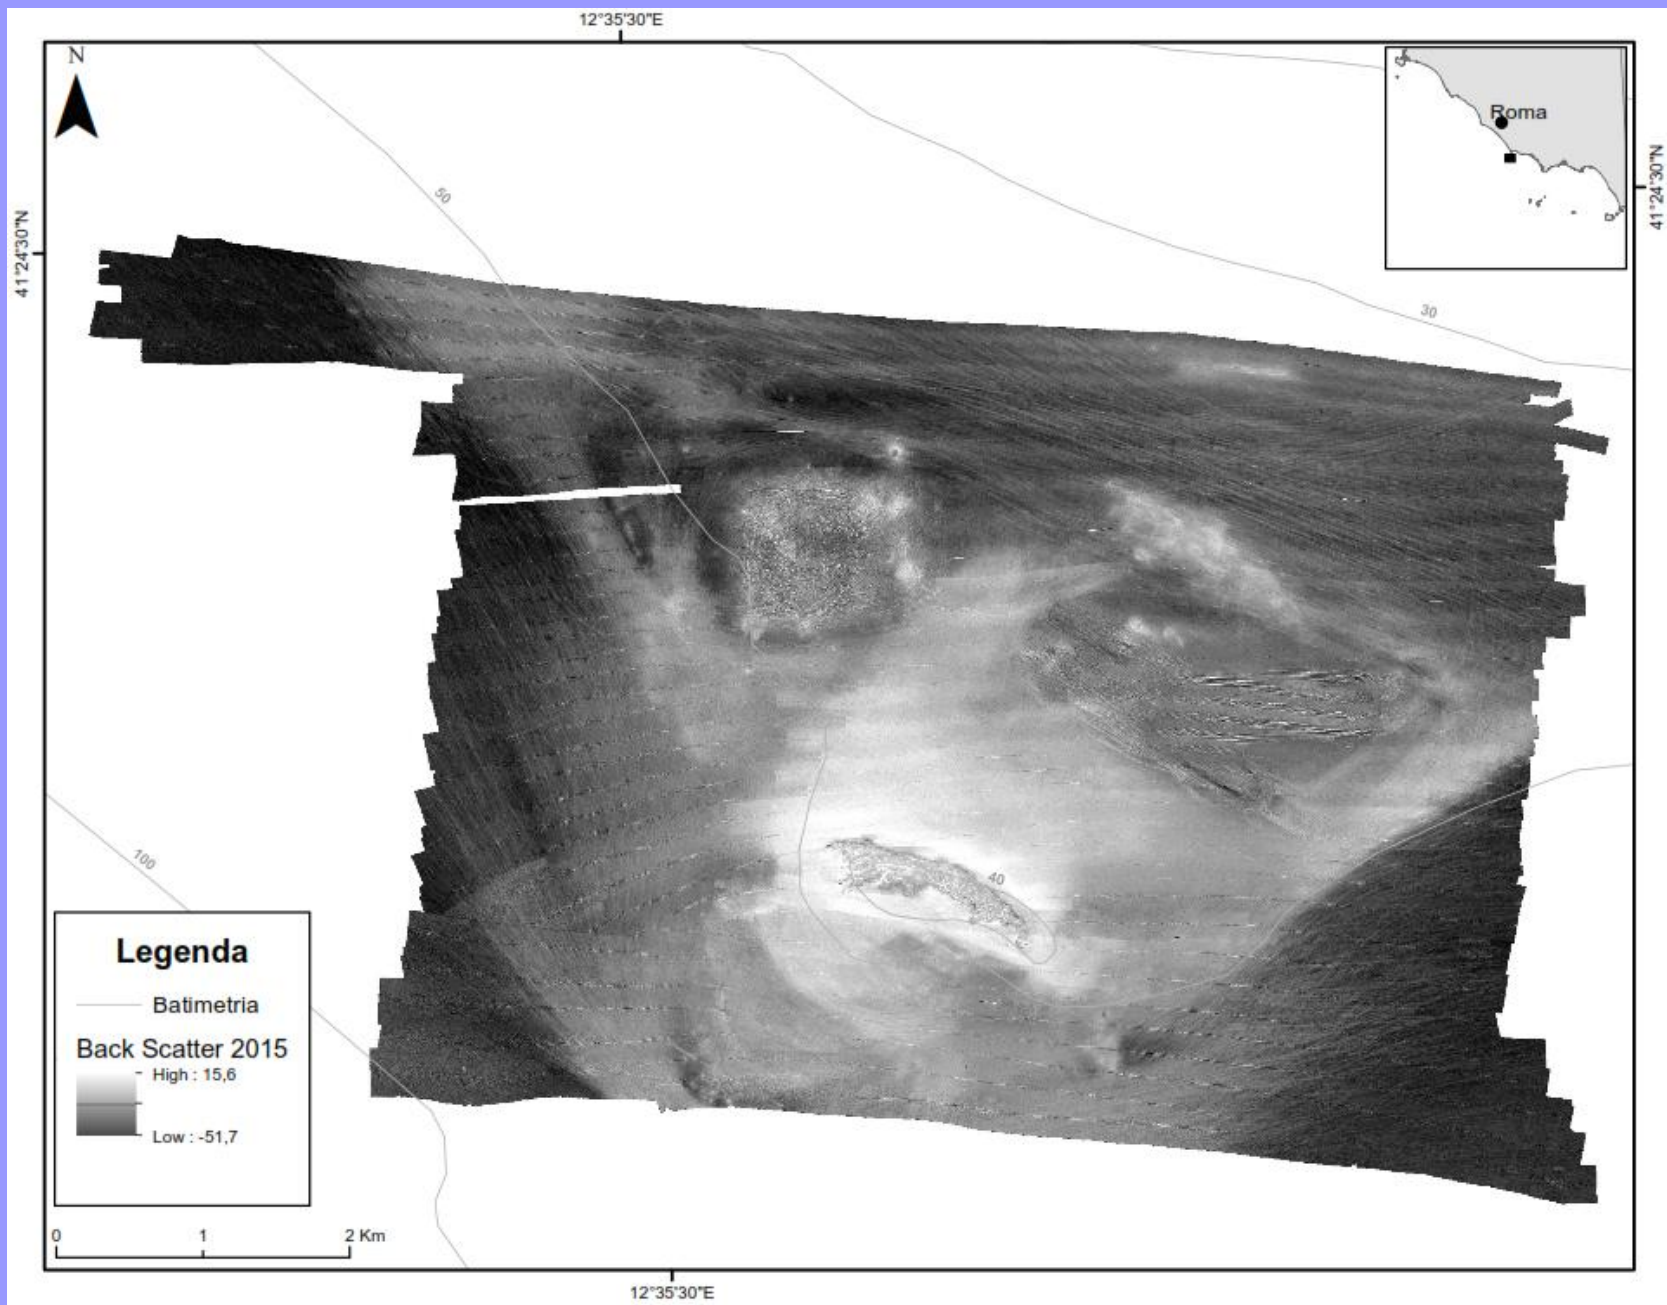 12°35'30"E
N
Roma
41°24'30"N
41°24'30"N
50
30
100
40
Legenda
Batimetria
Back Scatter 2015
High : 15,6
Low : -51,7
0 1 2 Km
12°35'30"E